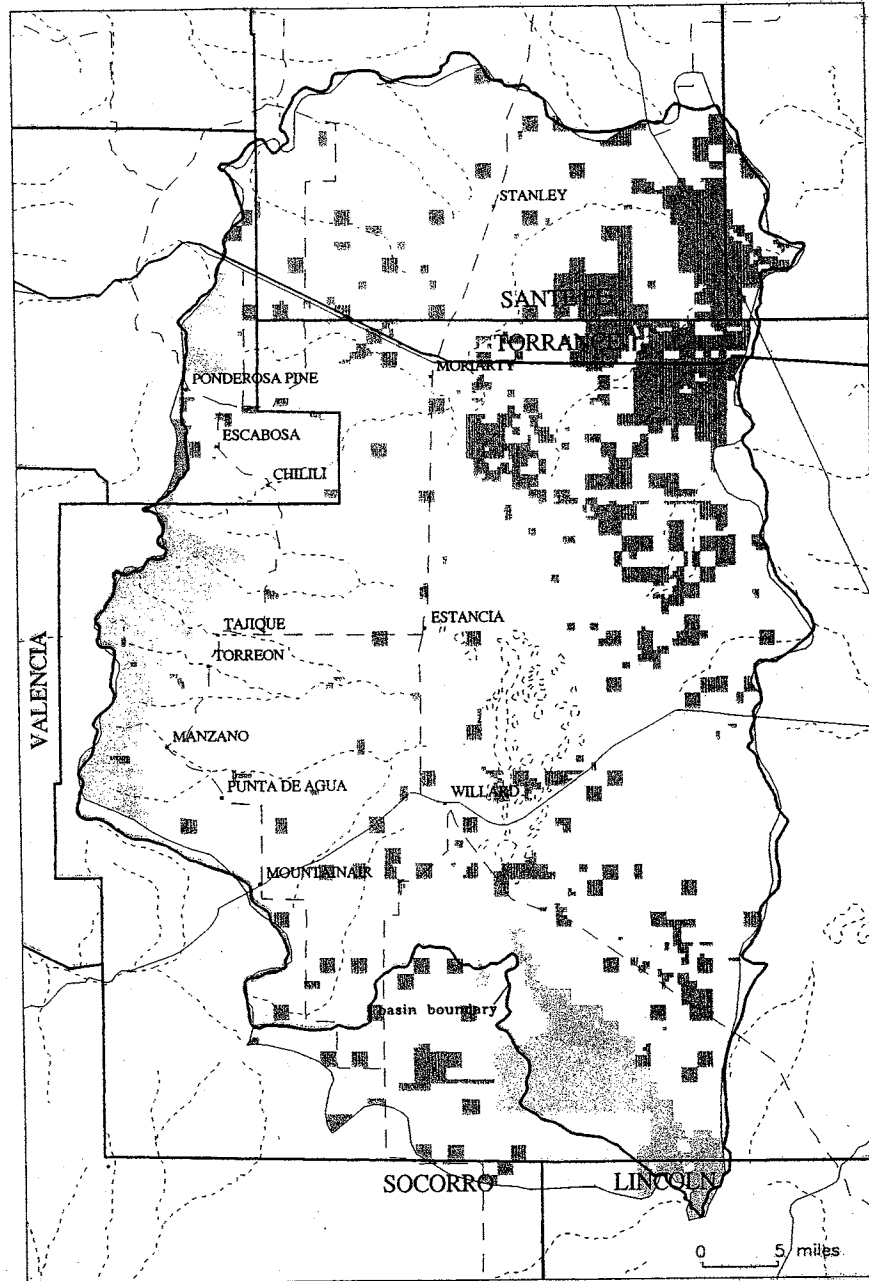 STANLEY
SANTE FE
TORRANCE
MORIARTY
PONDEROSA PINE
ESCABOSA
CHILILI
TAJIQUE
ESTANCIA
TORREON
VALENCIA
MANZANO
PUNTA DE AGUA
WILLARD
MOUNTAINAIR
basin boundary
SOCORRO
LINCOLN
0 5 miles